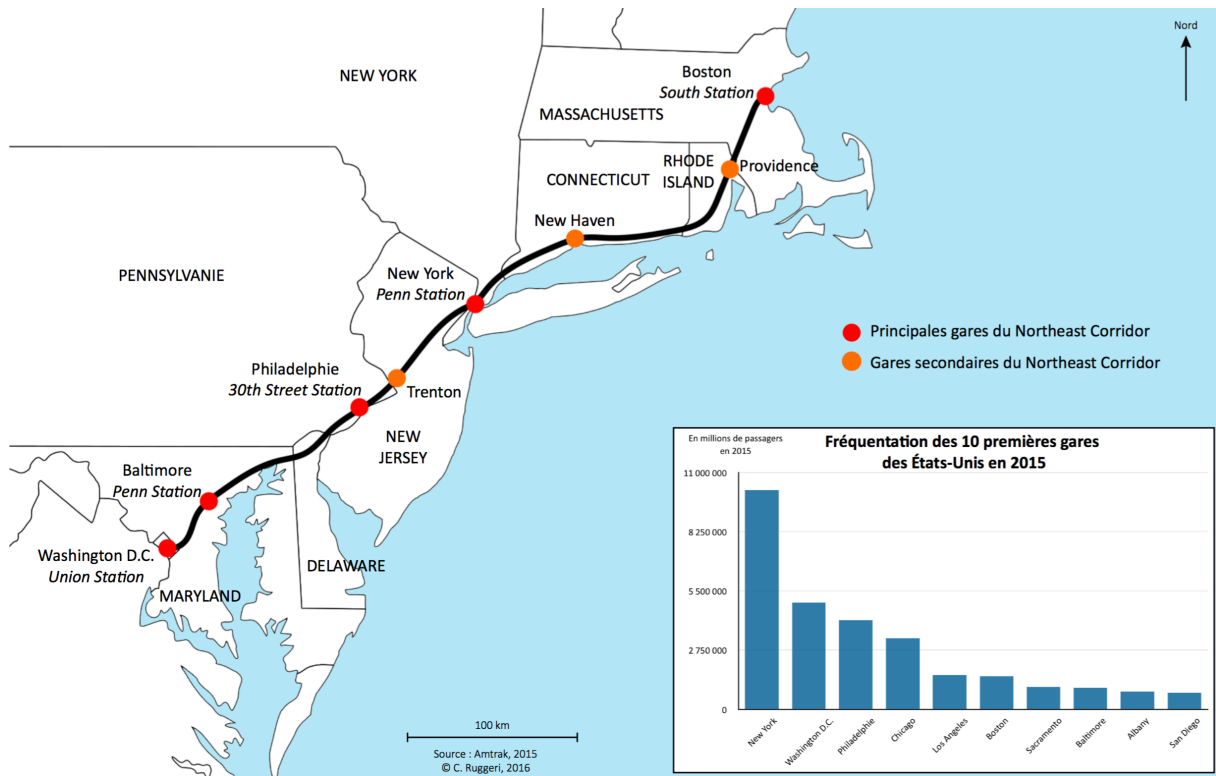 Nord
NEW YORK
Boston
South Station
MASSACHUSETTS
RHODE
ISLAND
Providence
CONNECTICUT
New Haven
PENNSYLVANIE
New York
Penn Station
Principales gares du Northeast Corridor
Gares secondaires du Northeast Corridor
Philadelphie
30th Street Station
Trenton
NEW
JERSEY
Baltimore
Penn Station
Washington D.C.
Union Station
MARYLAND
DELAWARE
100 km
Source : Amtrak, 2015
© C. Ruggeri, 2016
En millions de passagers
en 2015
Fréquentation des 10 premières gares
des États-Unis en 2015
11 000 000
8 250 000
5 500 000
2 750 000
0
New York
Washington D.C.
Philadelphie
Chicago
Los Angeles
Boston
Sacramento
Baltimore
Albany
San Diego